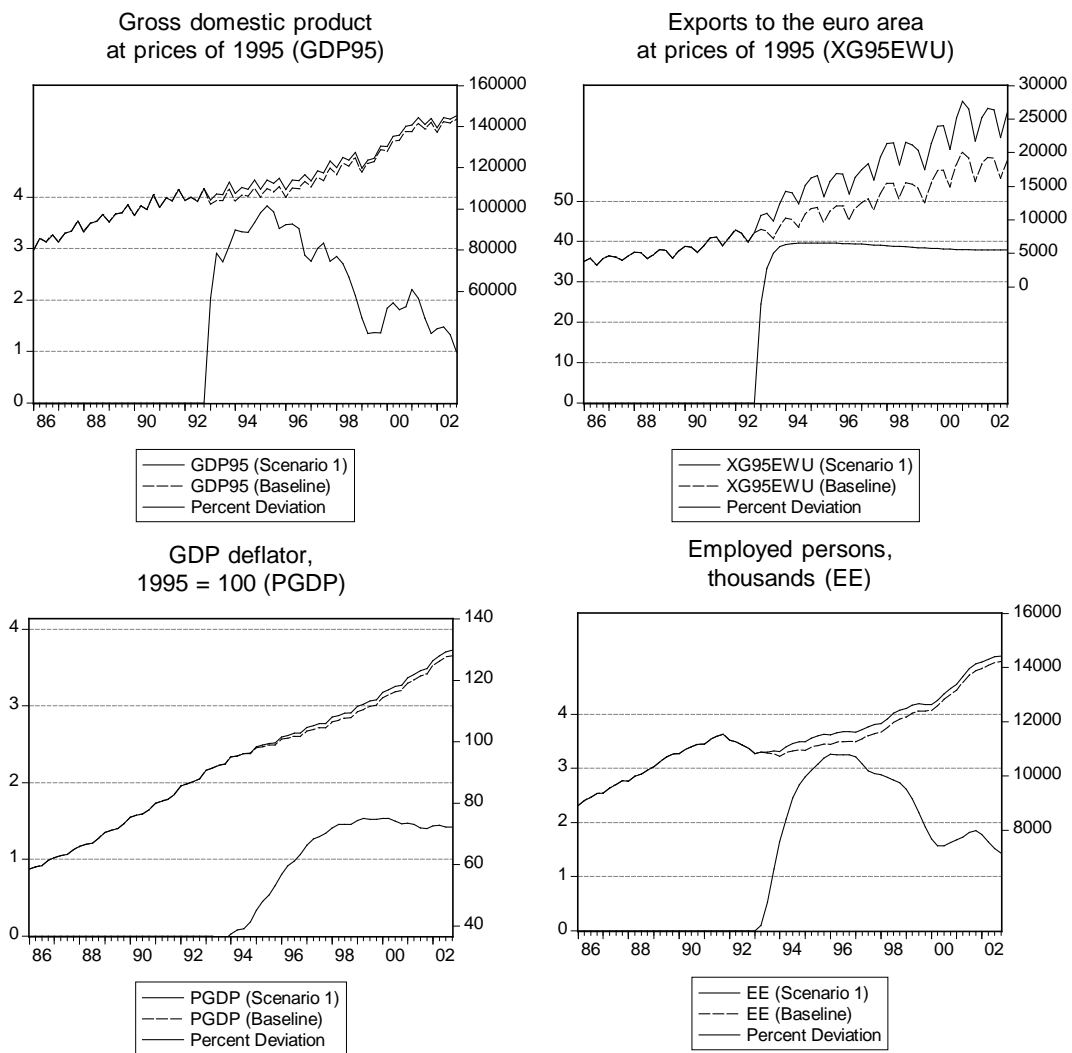 Gross domestic product
at prices of 1995 (GDP95)
160000
140000
120000
100000
80000
60000
4
3
2
1
0
86 88 90 92 94 96 98 00 02
GDP95 (Scenario 1)
GDP95 (Baseline)
Percent Deviation
Exports to the euro area
at prices of 1995 (XG95EWU)
30000
25000
20000
15000
10000
5000
0
50
40
30
20
10
0
86 88 90 92 94 96 98 00 02
XG95EWU (Scenario 1)
XG95EWU (Baseline)
Percent Deviation
GDP deflator,
1995 = 100 (PGDP)
140
120
100
80
60
40
4
3
2
1
0
86 88 90 92 94 96 98 00 02
PGDP (Scenario 1)
PGDP (Baseline)
Percent Deviation
Employed persons,
thousands (EE)
16000
14000
12000
10000
8000
4
3
2
1
0
86 88 90 92 94 96 98 00 02
EE (Scenario 1)
EE (Baseline)
Percent Deviation